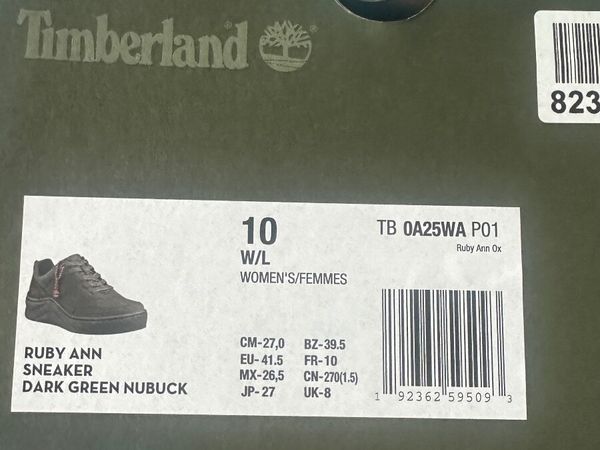 Timberland
823
10
W/L
WOMEN'S/FEMMES
TB 0A25WA P01
Ruby Ann Ox
RUBY ANN
SNEAKER
DARK GREEN NUBUCK
CM-27,0 BZ-39.5
EU-41.5 FR-10
MX-26,5 CN-270(1.5)
JP-27 UK-8
1 92362 59509 3